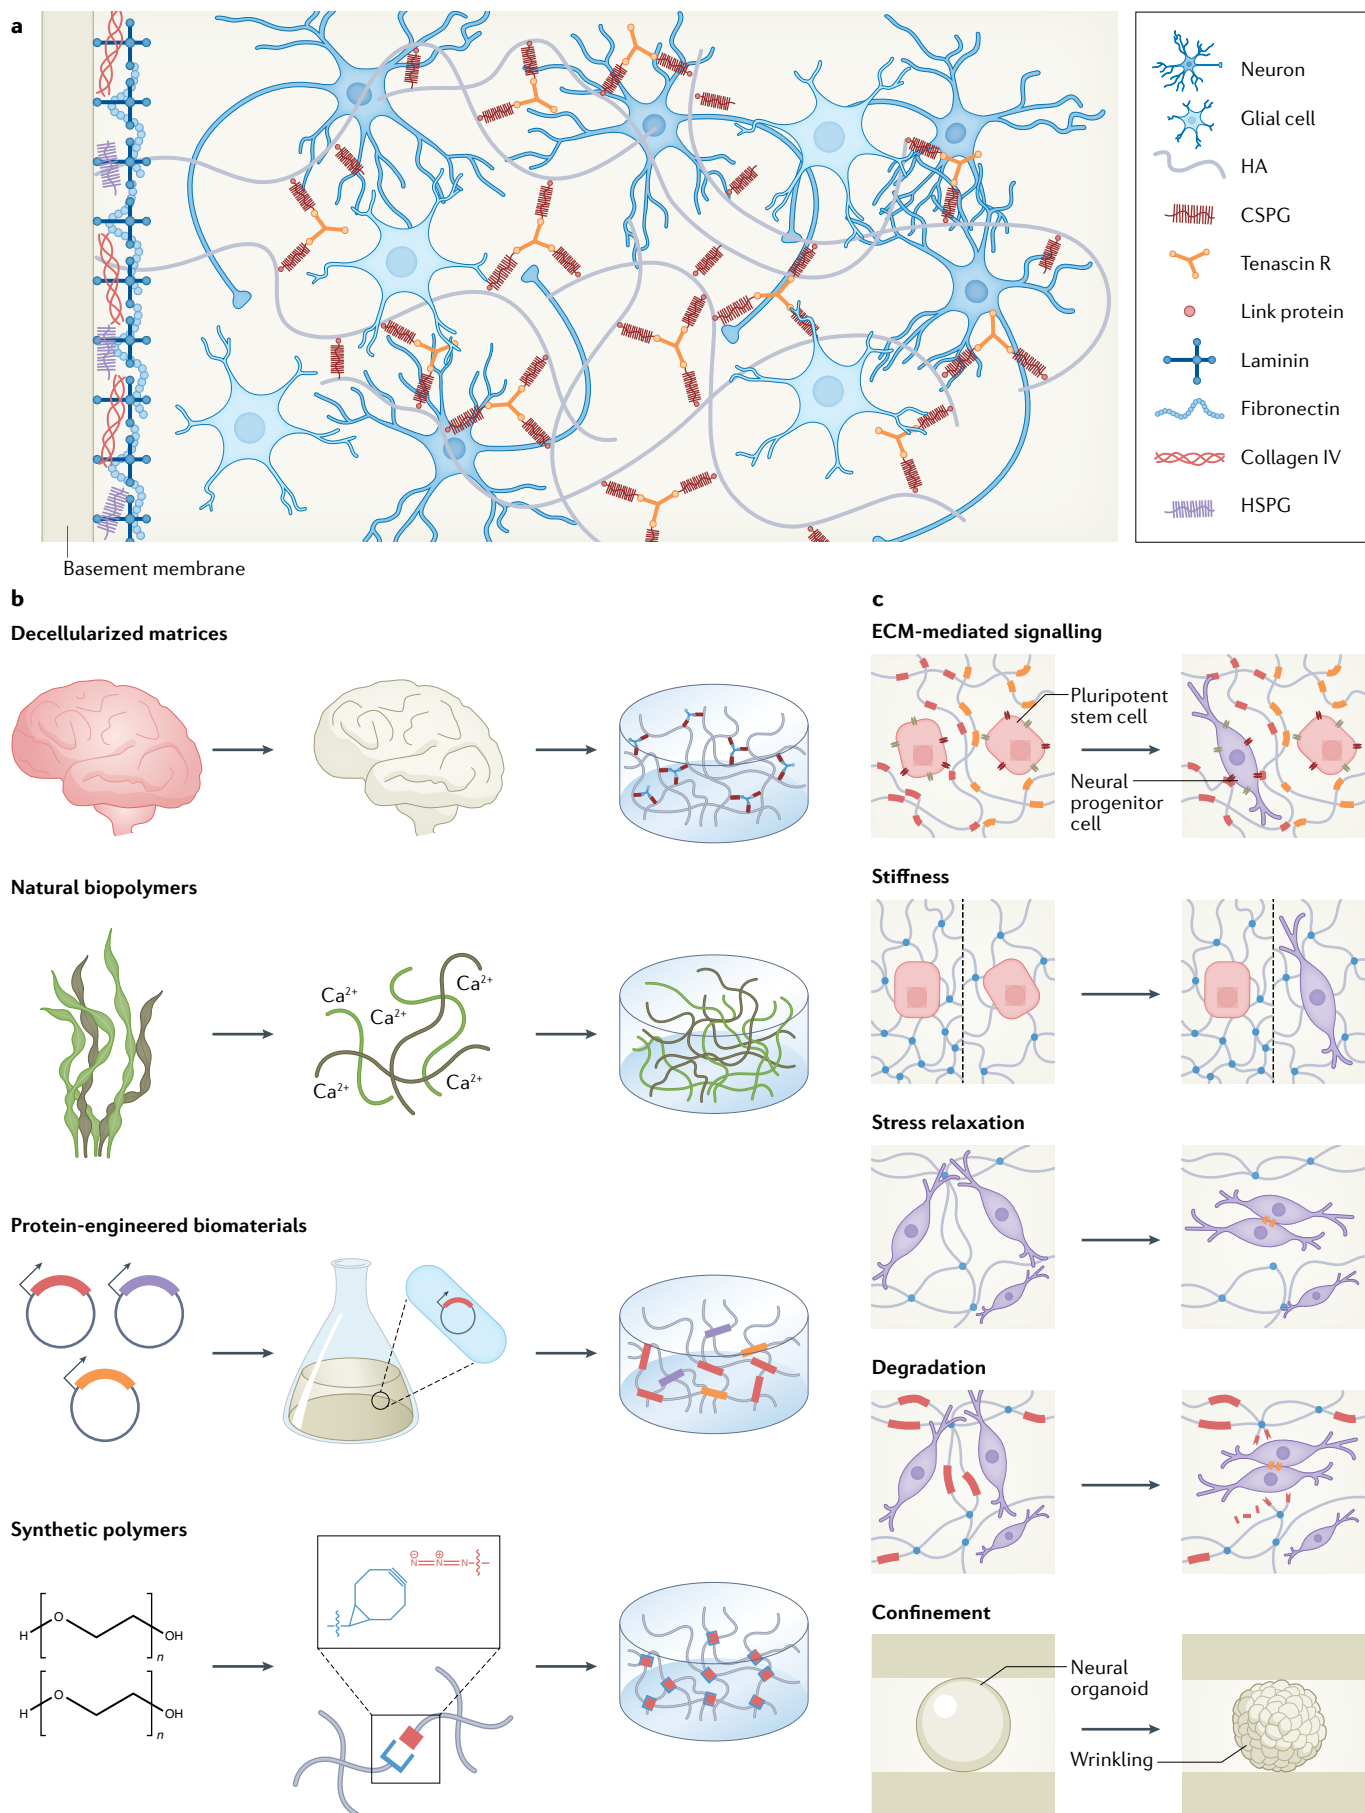 a
Neuron
Glial cell
HA
CSPG
Tenascin R
Link protein
Laminin
Fibronectin
Collagen IV
HSPG
Basement membrane
b
Decellularized matrices
Natural biopolymers
Ca²⁺
Ca²⁺
Ca²⁺
Ca²⁺
Ca²⁺
Protein-engineered biomaterials
Synthetic polymers
H
O
OH
n
H
O
OH
n
⊖ ⊕
N=N=N
c
ECM-mediated signalling
Pluripotent
stem cell
Neural
progenitor
cell
Stiffness
Stress relaxation
Degradation
Confinement
Neural
organoid
Wrinkling